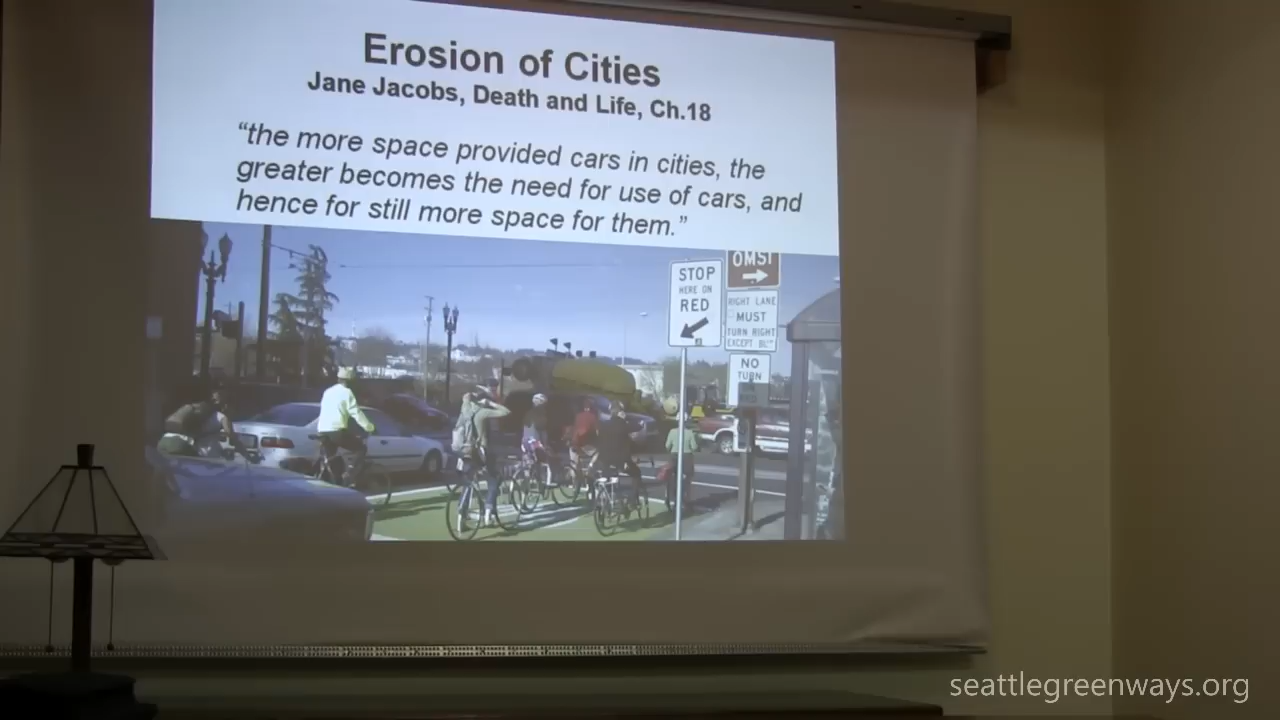 Erosion of Cities
Jane Jacobs, Death and Life, Ch.18
“the more space provided cars in cities, the
greater becomes the need for use of cars, and
hence for still more space for them.”
STOP
HERE ON
RED
OMSI
RIGHT LANE
MUST
TURN RIGHT
EXCEPT
NO
TURN
seattlegreenways.org